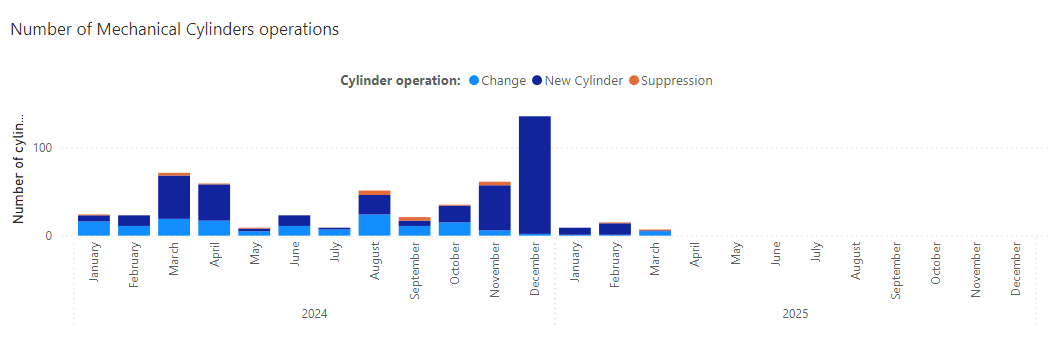 Number of Mechanical Cylinders operations
Cylinder operation: Change New Cylinder Suppression
Number of cylin...
100
0
January February March April May June July August September October November December January February March April May June July August September October November December
2024 2025